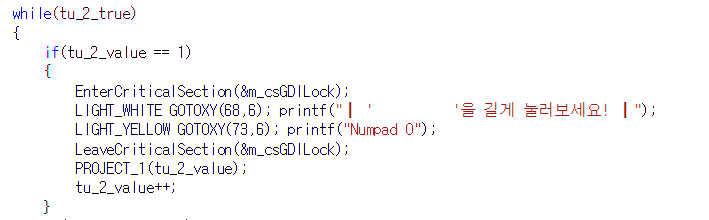 while(tu_2_true)
{
if(tu_2_value == 1)
{
EnterCriticalSection(&m_csGDILock);
LIGHT_WHITE GOTOXY(68,6); printf("┃ '          '을 길게 눌러보세요! ┃");
LIGHT_YELLOW GOTOXY(73,6); printf("Numpad 0");
LeaveCriticalSection(&m_csGDILock);
PROJECT_1(tu_2_value);
tu_2_value++;
}